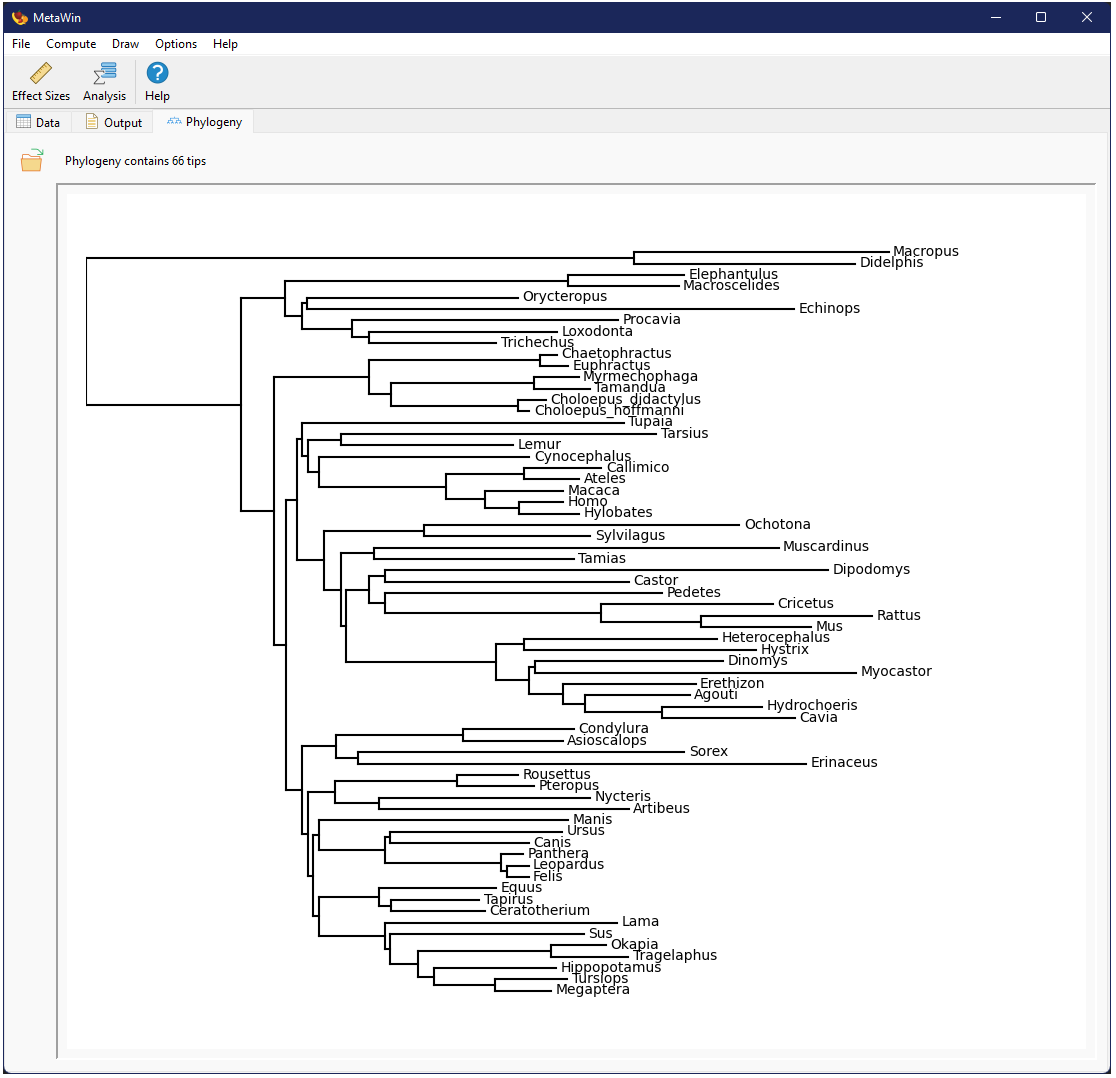 MetaWin
File Compute Draw Options Help
Effect Sizes Analysis Help
Data Output Phylogeny
Phylogeny contains 66 tips
Macropus
Didelphis
Elephantulus
Macroscelides
Orycteropus
Echinops
Procavia
Loxodonta
Trichechus
Chaetophractus
Euphractus
Myrmechophaga
Tamandua
Choloepus_didactylus
Choloepus_hoffmanni
Tupaia
Tarsius
Lemur
Cynocephalus
Callimico
Ateles
Macaca
Homo
Hylobates
Ochotona
Sylvilagus
Muscardinus
Tamias
Dipodomys
Castor
Pedetes
Cricetus
Rattus
Mus
Heterocephalus
Hystrix
Dinomys
Myocastor
Erethizon
Agouti
Hydrochoeris
Cavia
Condylura
Asioscalops
Sorex
Erinaceus
Rousettus
Pteropus
Nycteris
Artibeus
Manis
Ursus
Canis
Panthera
Leopardus
Felis
Equus
Tapirus
Ceratotherium
Lama
Sus
Okapia
Tragelaphus
Hippopotamus
Tursiops
Megaptera